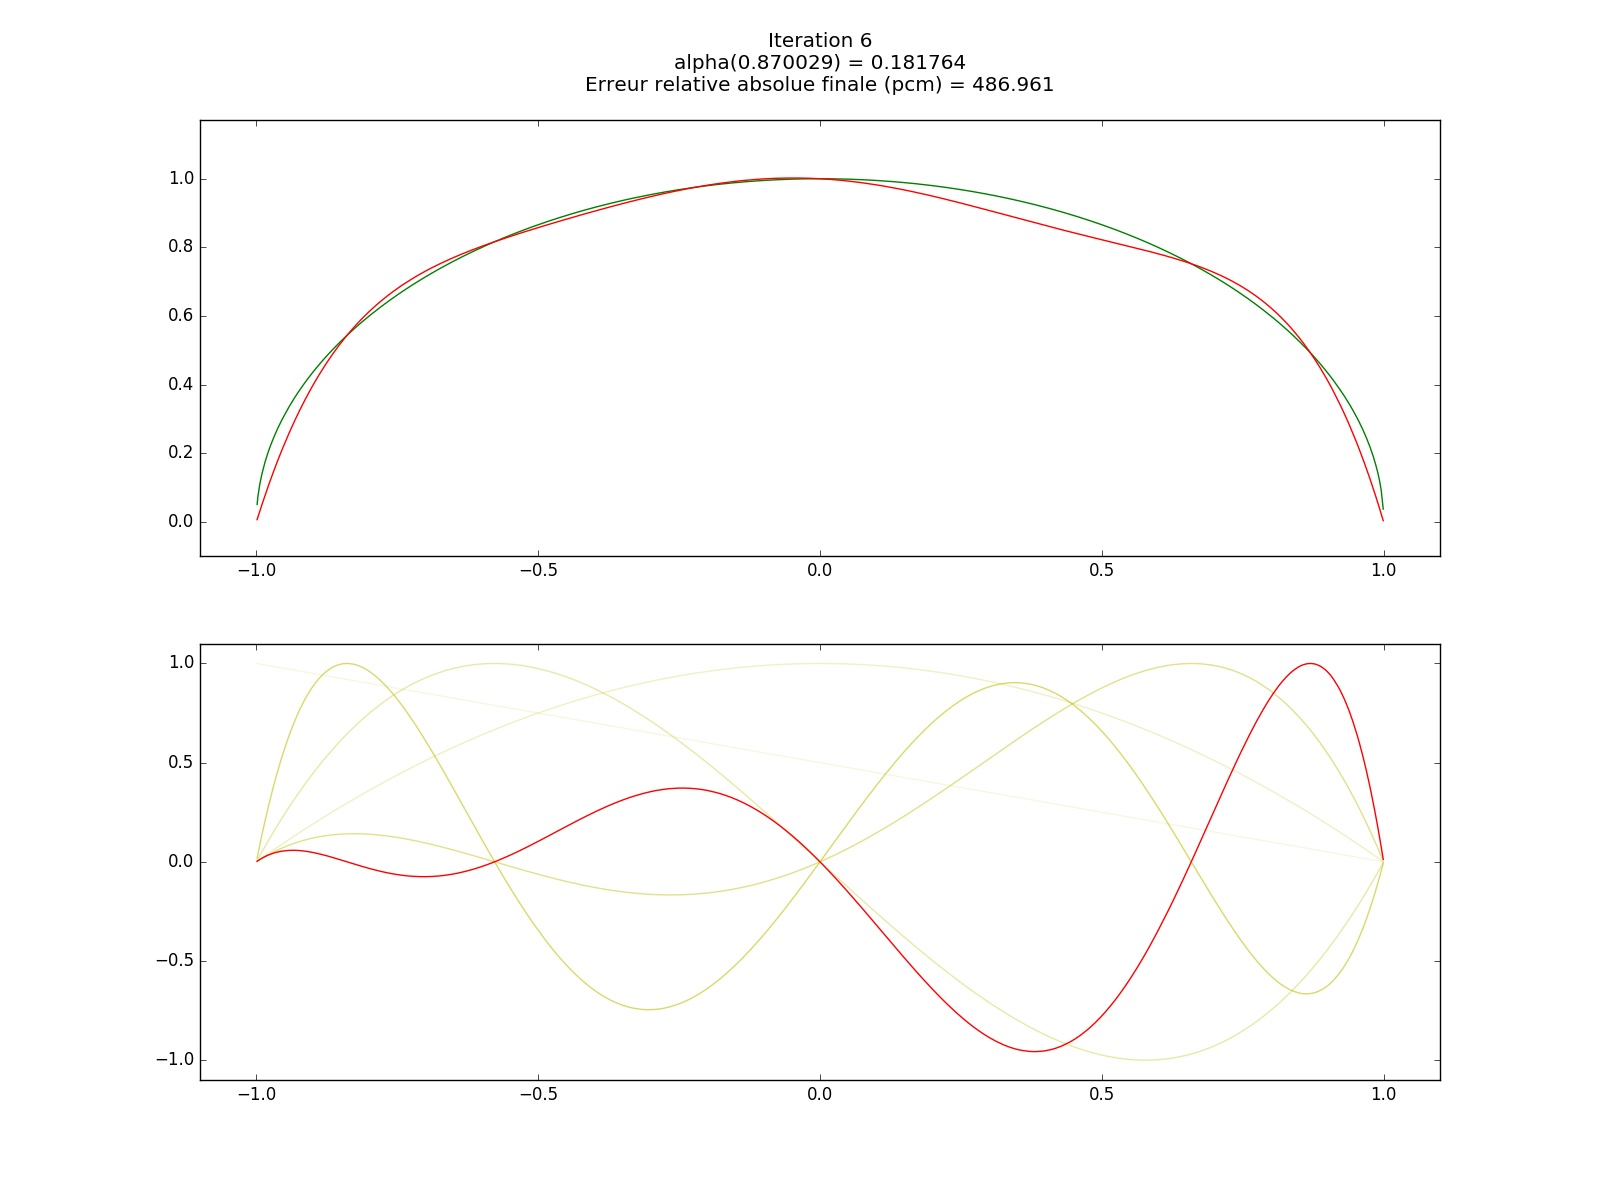 Iteration 6
alpha(0.870029) = 0.181764
Erreur relative absolue finale (pcm) = 486.961
1.0
0.8
0.6
0.4
0.2
0.0
−1.0 −0.5 0.0 0.5 1.0
1.0
0.5
0.0
−0.5
−1.0
−1.0 −0.5 0.0 0.5 1.0